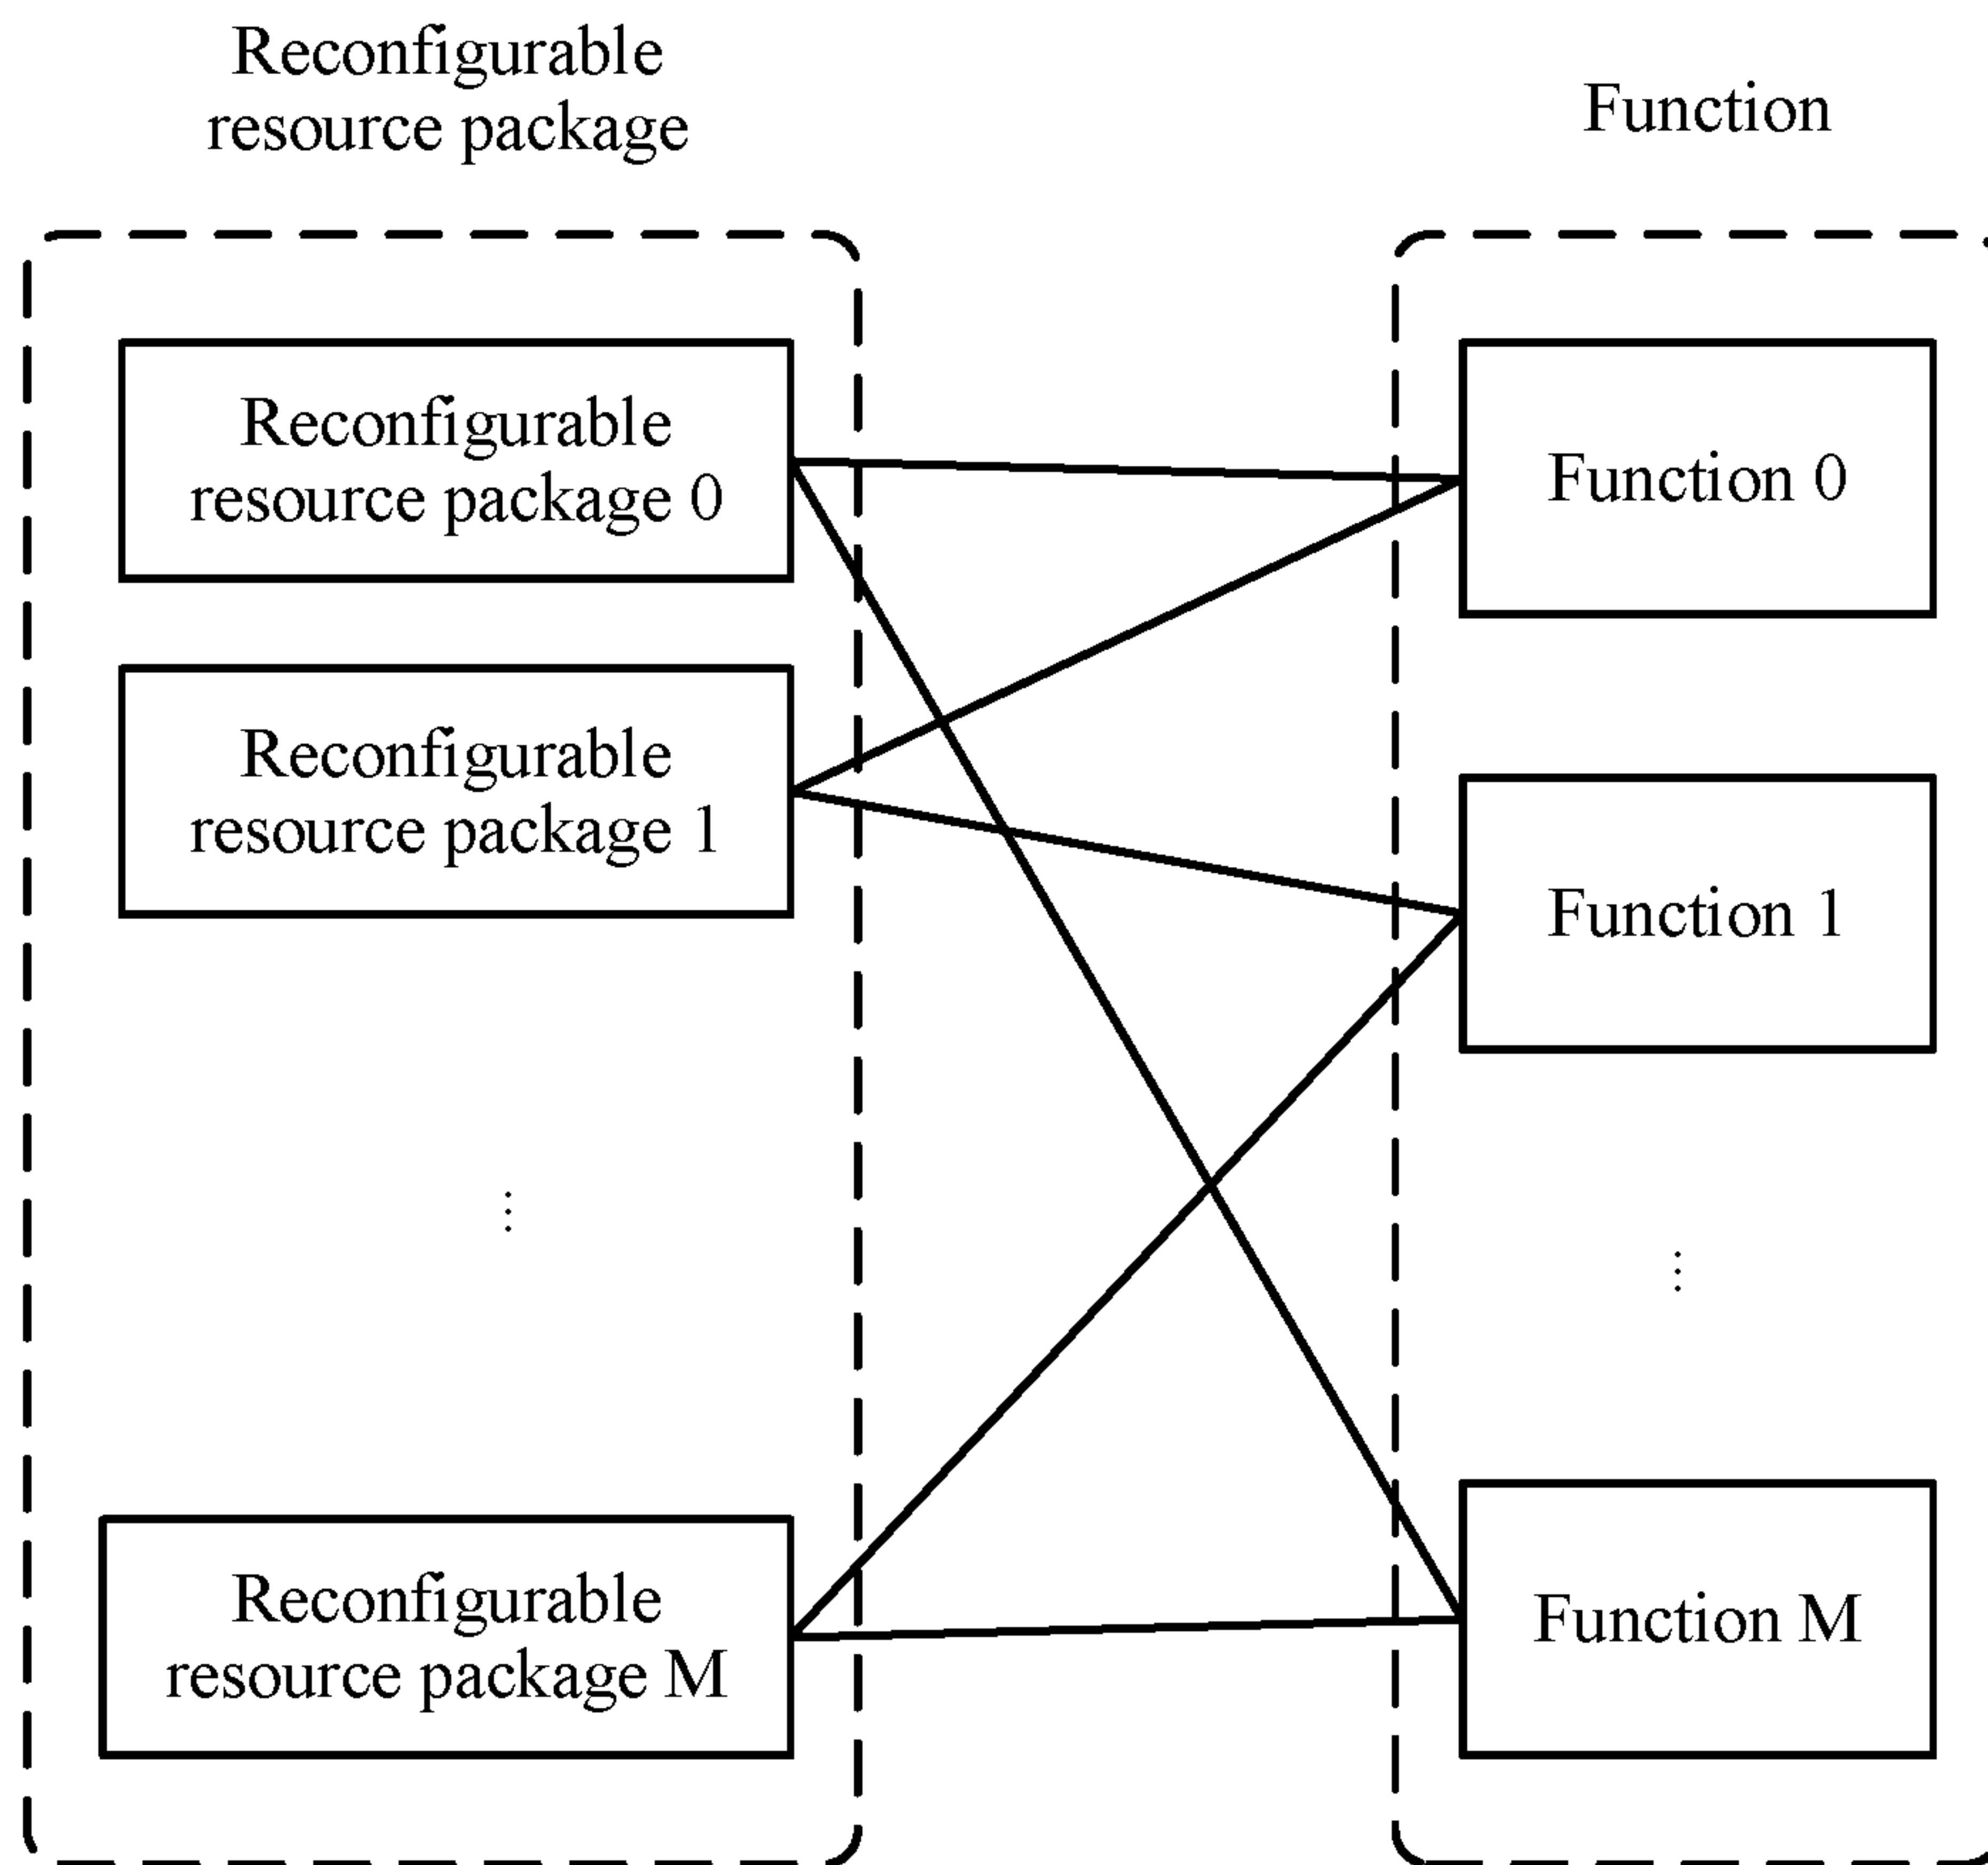 Reconfigurable
resource package
Function
Reconfigurable
resource package 0
Function 0
Reconfigurable
resource package 1
Function 1
⋮
⋮
Reconfigurable
resource package M
Function M